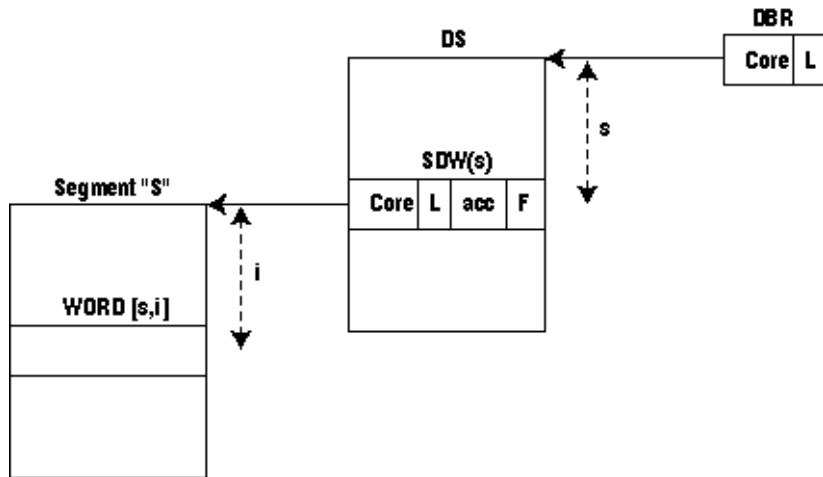 DBR
DS
Core L
s
SDW(s)
Segment "S"
Core L acc F
i
WORD [s,i]